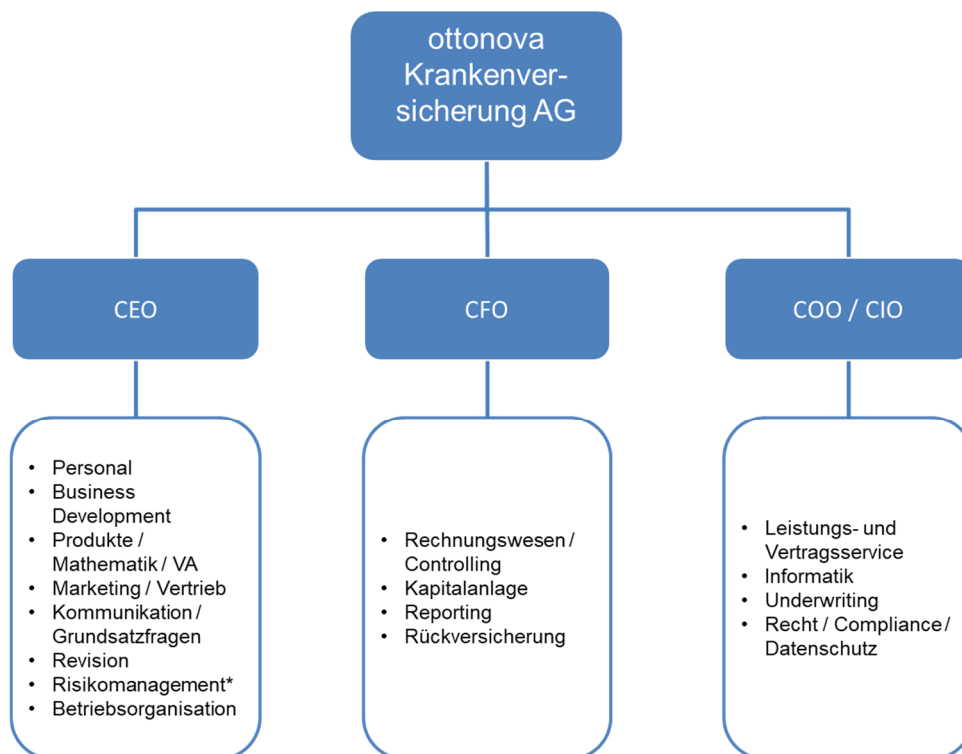 ottonova
Krankenver-
sicherung AG
CEO
CFO
COO / CIO
• Personal
• Business
Development
• Produkte /
Mathematik / VA
• Marketing / Vertrieb
• Kommunikation /
Grundsatzfragen
• Revision
• Risikomanagement*
• Betriebsorganisation
• Rechnungswesen /
Controlling
• Kapitalanlage
• Reporting
• Rückversicherung
• Leistungs- und
Vertragsservice
• Informatik
• Underwriting
• Recht / Compliance /
Datenschutz